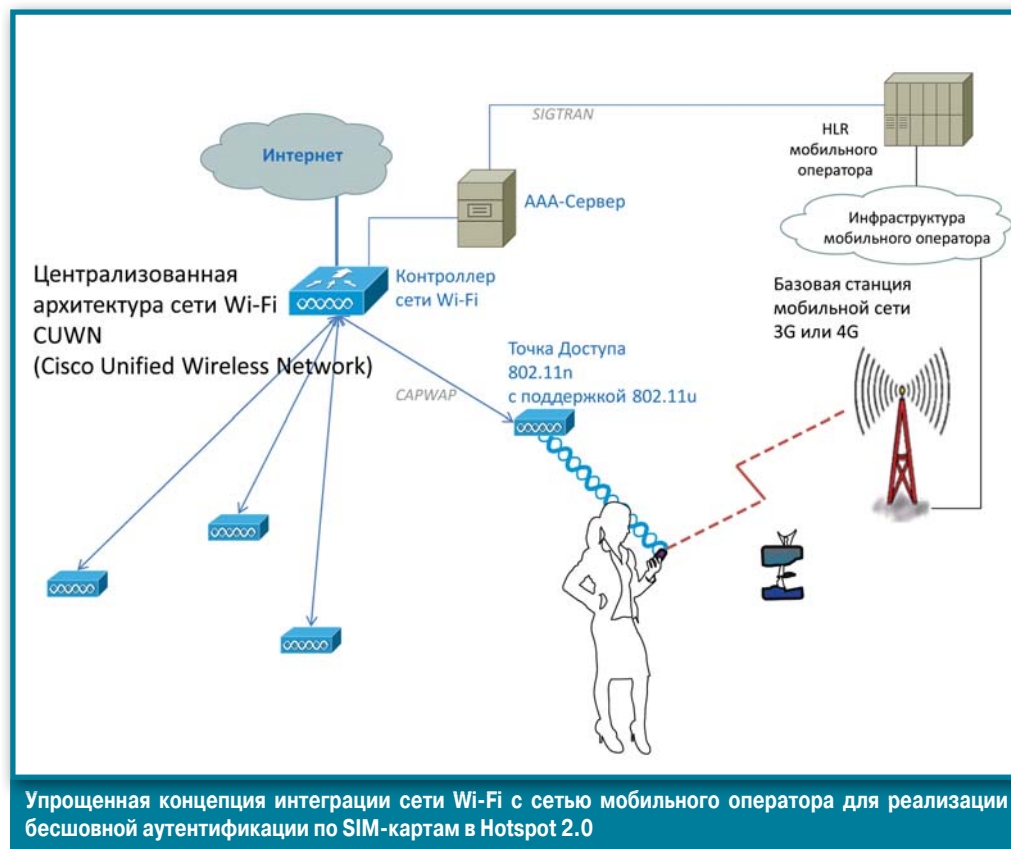 SIGTRAN
HLR
мобильного
оператора
Интернет
ААА-Сервер
Инфраструктура
мобильного оператора
Централизованная
архитектура сети Wi-Fi
CUWN
(Cisco Unified Wireless Network)
Контроллер
сети Wi-Fi
Базовая станция
мобильной сети
3G или 4G
Точка Доступа
802.11n
с поддержкой 802.11u
CAPWAP
Упрощенная концепция интеграции сети Wi-Fi с сетью мобильного оператора для реализации
бесшовной аутентификации по SIM-картам в Hotspot 2.0